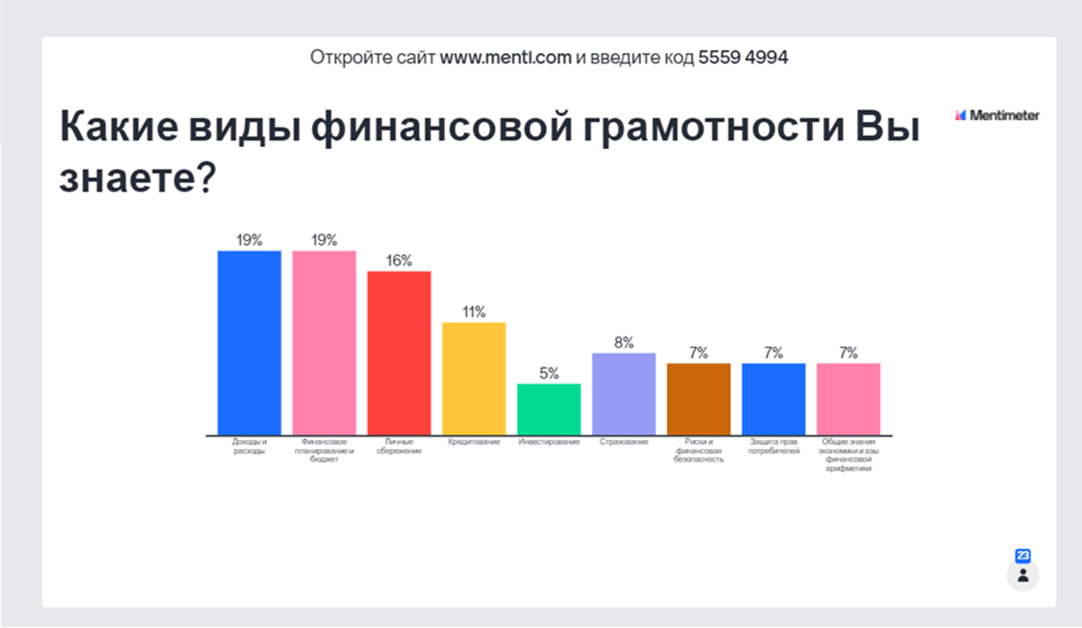 Откройте сайт www.menti.com и введите код 5559 4994
Какие виды финансовой грамотности Вы
знаете?
Mentimeter
19%
19%
16%
11%
5%
8%
7%
7%
7%
Доходы и
расходы
Финансовое
планирование и
бюджет
Личные
сбережения
Кредитование
Инвестирование
Страхование
Риски и
финансовая
безопасность
Защита прав
потребителей
Общие знания
экономики и азы
финансовой
арифметики
23